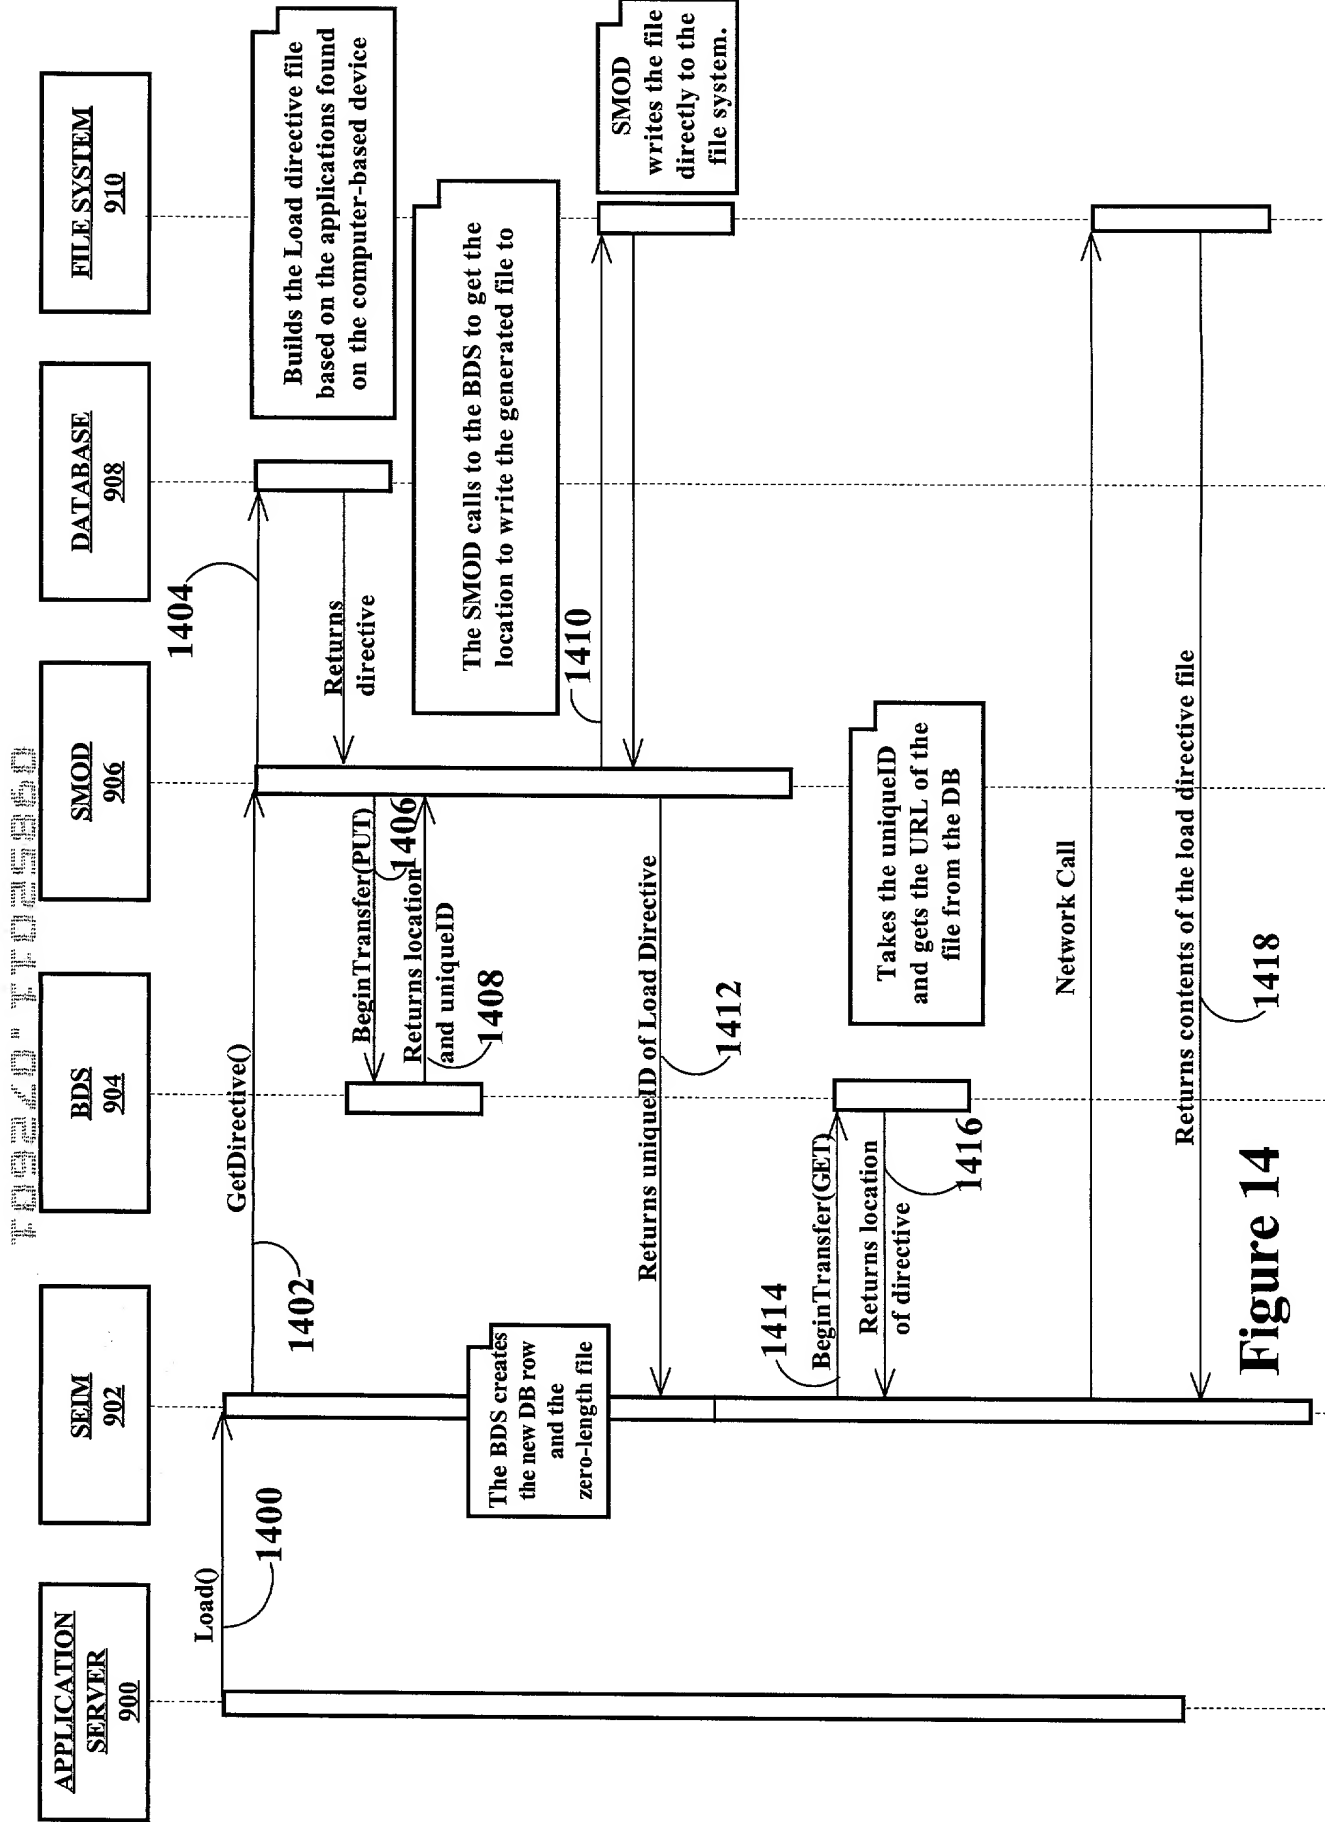 APPLICATION
SERVER
900
SEIM
902
BDS
904
SMOD
906
DATABASE
908
FILE SYSTEM
910
Load()
1400
GetDirective()
1402
1404
Builds the Load directive file
based on the applications found
on the computer-based device
Returns
directive
BeginTransfer(PUT)
1406
Returns location
and uniqueID
1408
The SMOD calls to the BDS to get the
location to write the generated file to
The BDS creates
the new DB row
and the
zero-length file
1410
SMOD
writes the file
directly to the
file system.
Returns uniqueID of Load Directive
1412
1414
BeginTransfer(GET)
Returns location
of directive
1416
Takes the uniqueID
and gets the URL of the
file from the DB
Network Call
Returns contents of the load directive file
1418
Figure 14